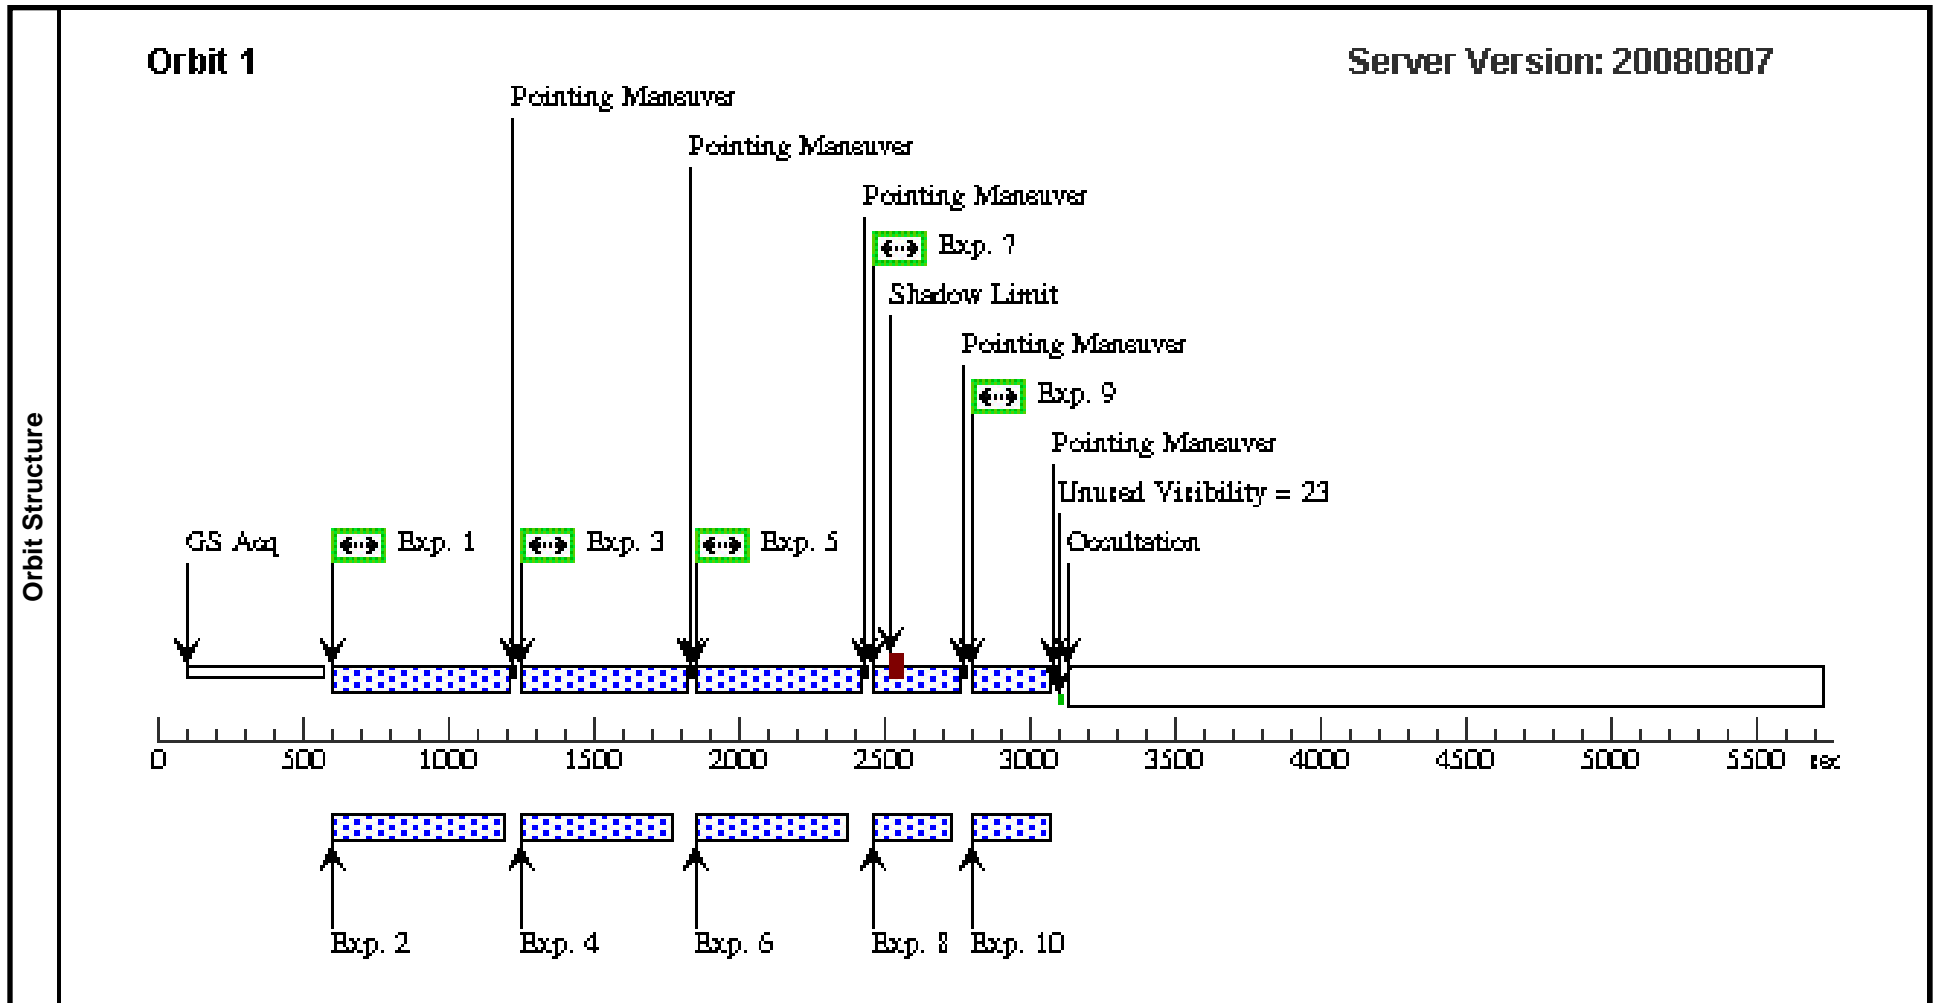 Orbit 1
Server Version: 20080807
Pointing Maneuver
Pointing Maneuver
Pointing Maneuver
Exp. 7
Shadow Limit
Pointing Maneuver
Exp. 9
Pointing Maneuver
Unused Visibility = 23
GS Acq
Exp. 1
Exp. 3
Exp. 5
Occultation
Orbit Structure
0 500 1000 1500 2000 2500 3000 3500 4000 4500 5000 5500 sec
Exp. 2
Exp. 4
Exp. 6
Exp. 8
Exp. 10